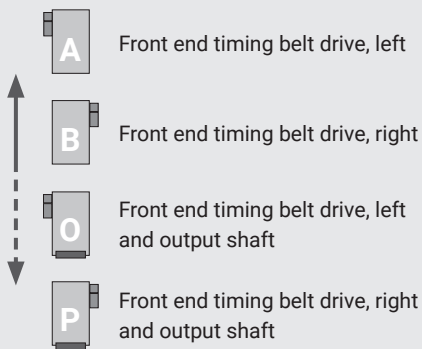 A
Front end timing belt drive, left
B
Front end timing belt drive, right
O
Front end timing belt drive, left
and output shaft
P
Front end timing belt drive, right
and output shaft